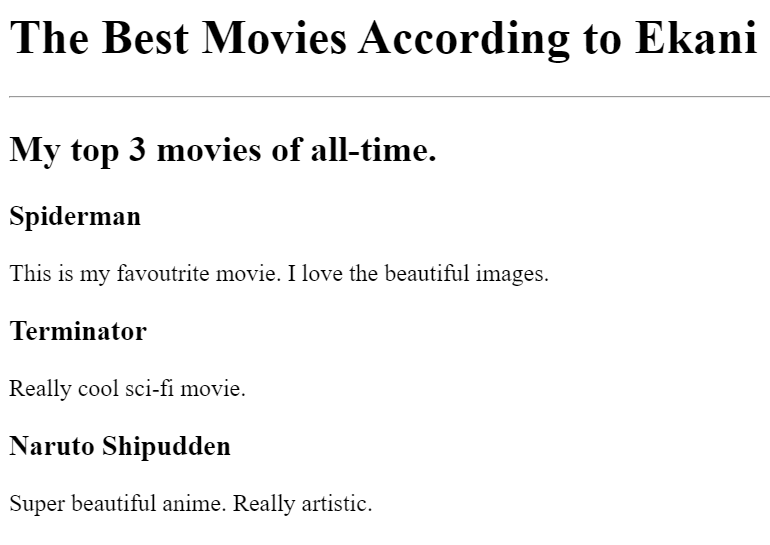 The Best Movies According to Ekani
My top 3 movies of all-time.
Spiderman
This is my favoutrite movie. I love the beautiful images.
Terminator
Really cool sci-fi movie.
Naruto Shipudden
Super beautiful anime. Really artistic.